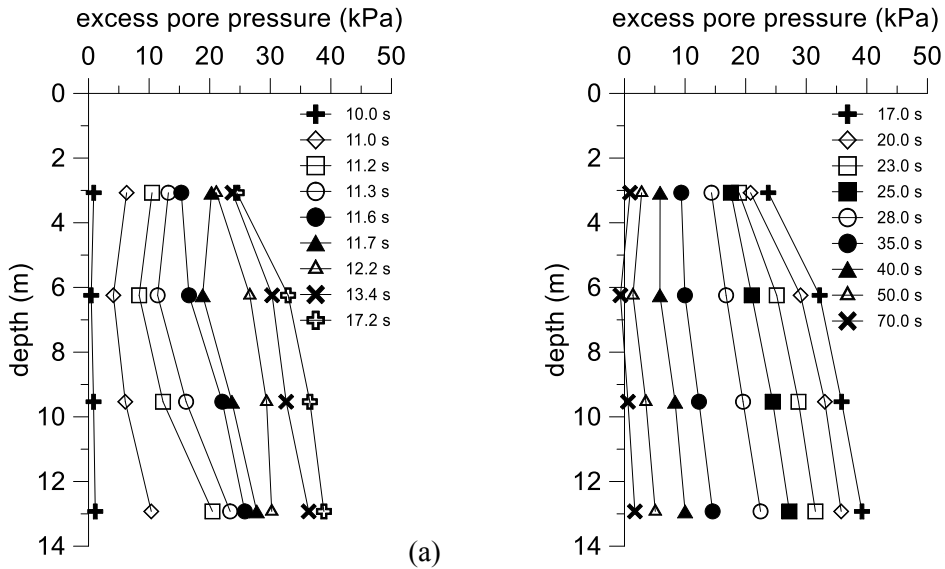 excess pore pressure (kPa)
0 10 20 30 40 50
0
2
4
6
8
10
12
14
depth (m)
10.0 s
11.0 s
11.2 s
11.3 s
11.6 s
11.7 s
12.2 s
13.4 s
17.2 s
(a)
excess pore pressure (kPa)
0 10 20 30 40 50
0
2
4
6
8
10
12
14
depth (m)
17.0 s
20.0 s
23.0 s
25.0 s
28.0 s
35.0 s
40.0 s
50.0 s
70.0 s